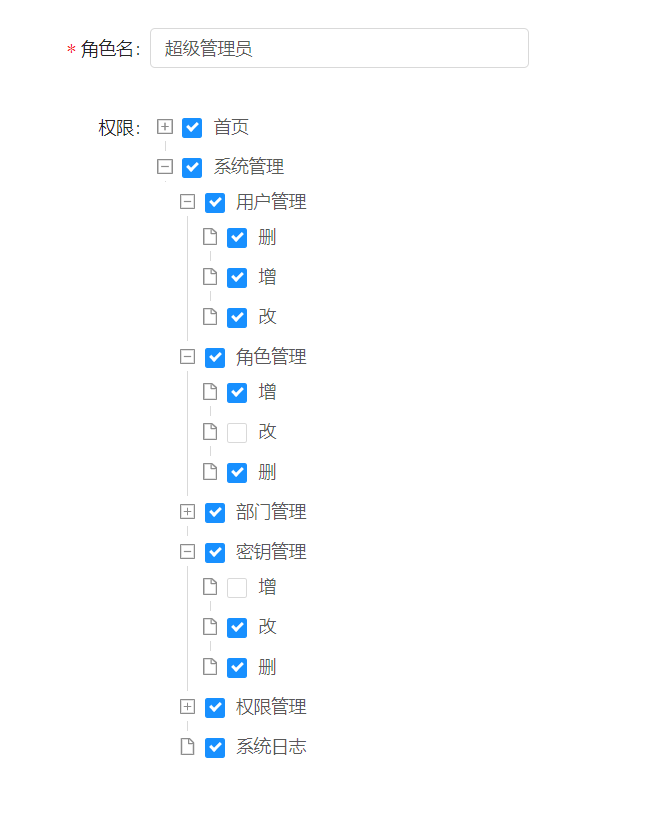 * 角色名: 超级管理员
权限: 首页
系统管理
用户管理
删
增
改
角色管理
增
改
删
部门管理
密钥管理
增
改
删
权限管理
系统日志